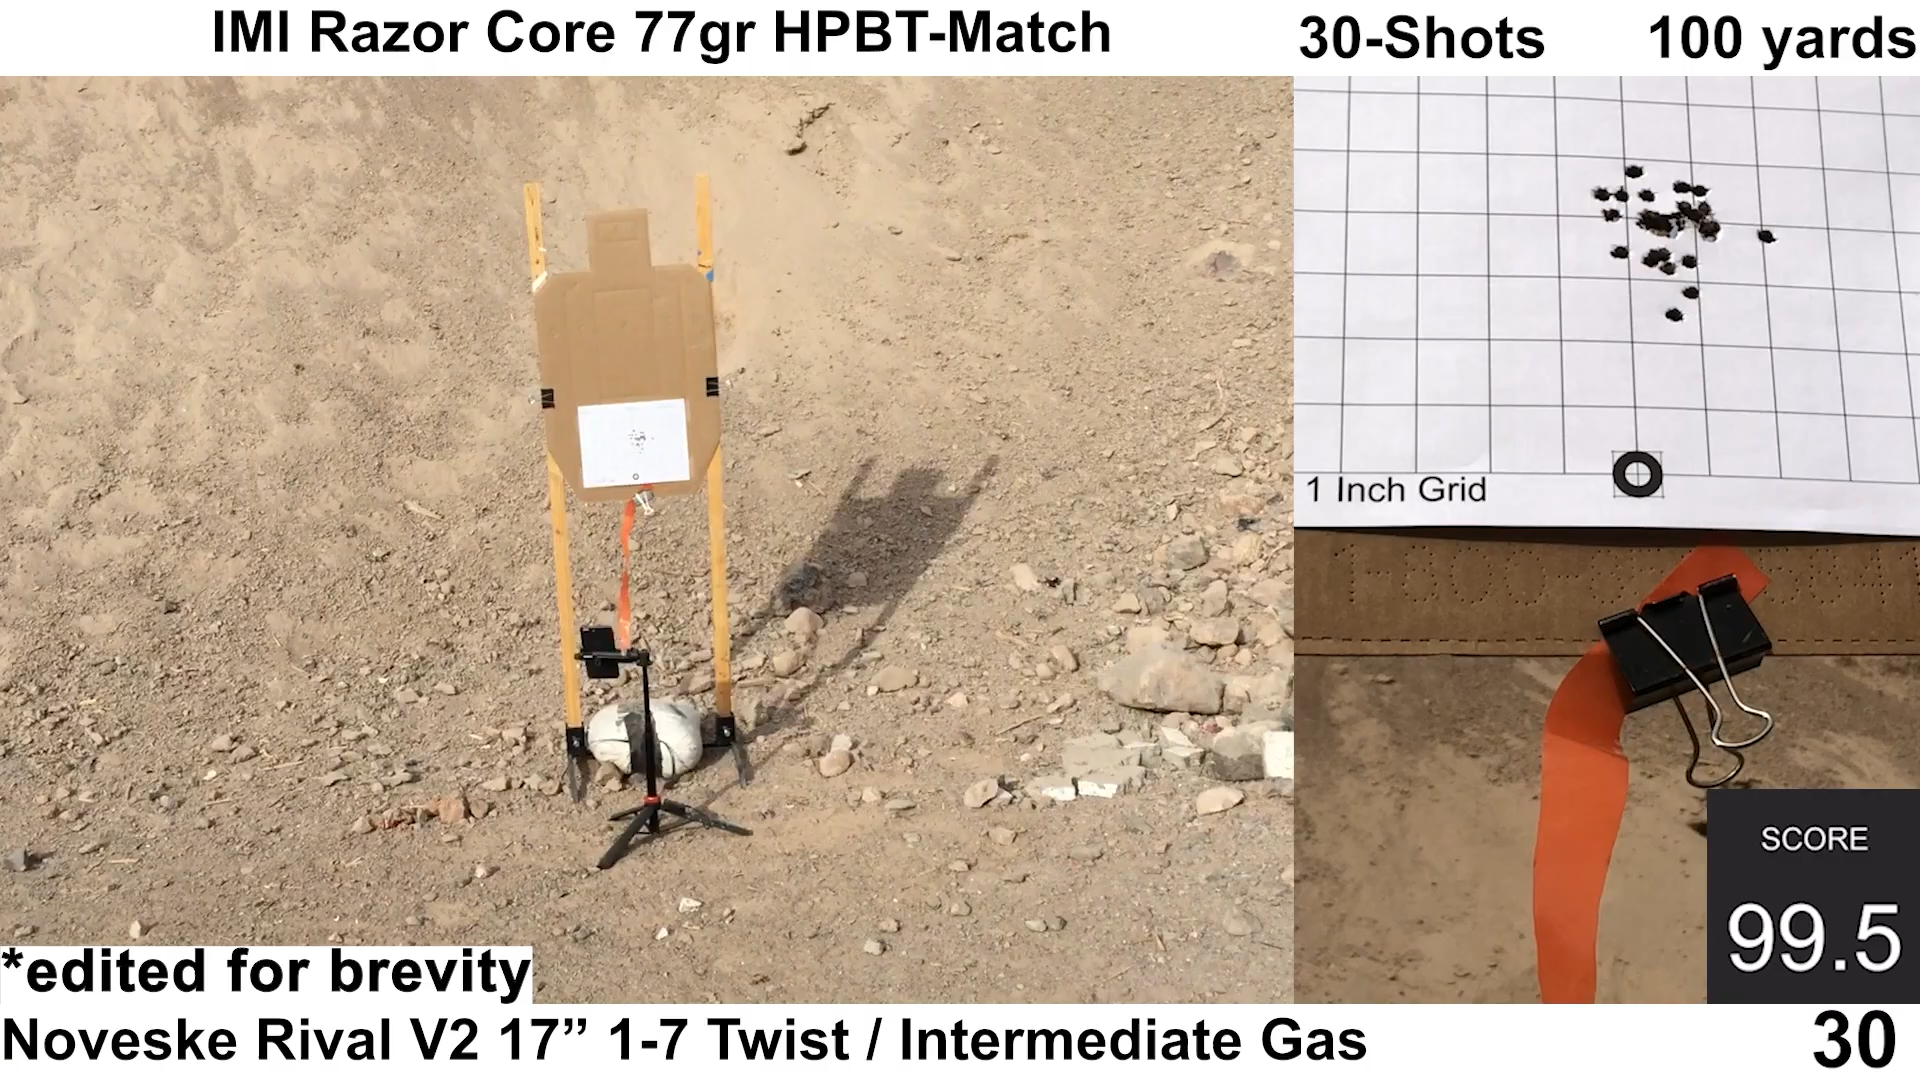 IMI Razor Core 77gr HPBT-Match
30-Shots
100 yards
1 Inch Grid
SCORE
99.5
*edited for brevity
Noveske Rival V2 17” 1-7 Twist / Intermediate Gas
30